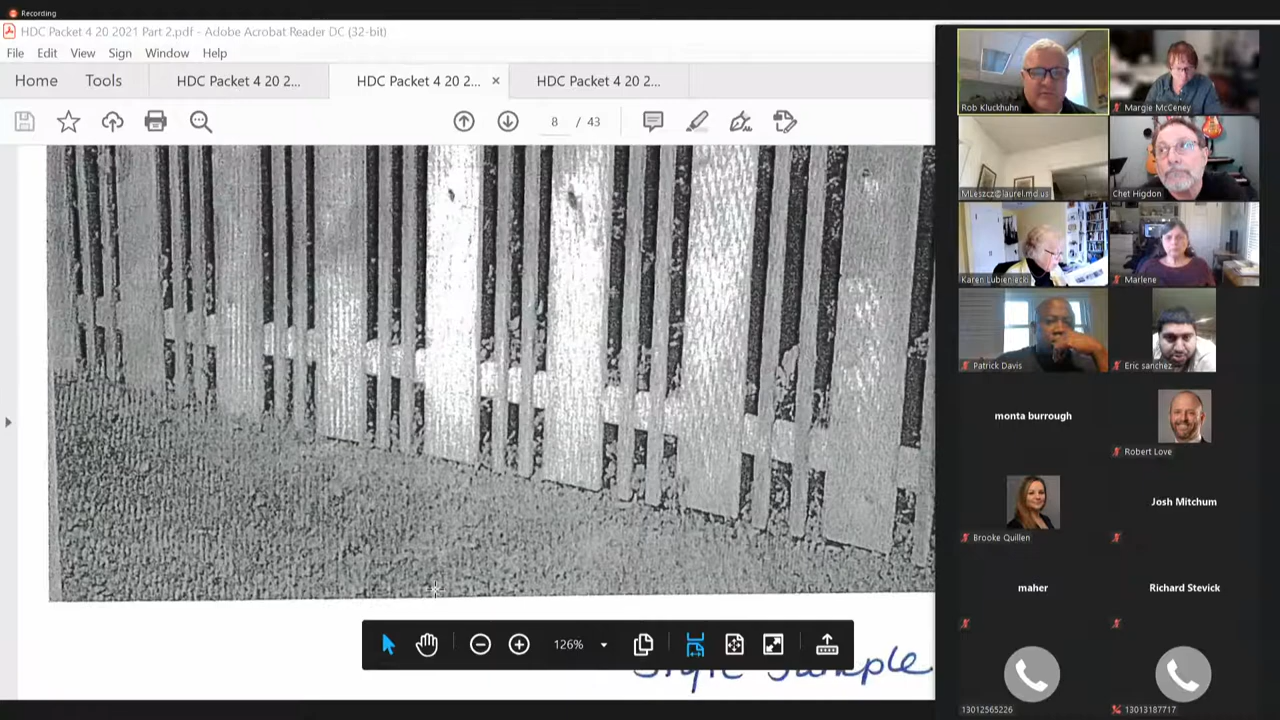 Recording
HDC Packet 4 20 2021 Part 2.pdf - Adobe Acrobat Reader DC (32-bit)
File Edit View Sign Window Help
Home Tools HDC Packet 4 20 2... HDC Packet 4 20 2... × HDC Packet 4 20 2...
8 / 43
126%
Style Sample
Rob Kluckhuhn Margie McCeney
MLeszcz@laurel.md.us Chet Higdon
Karen Lubieniecki Marlene
Patrick Davis Eric sanchez
monta burrough Robert Love
Brooke Quillen Josh Mitchum
maher Richard Stevick
13012565226 13013187717